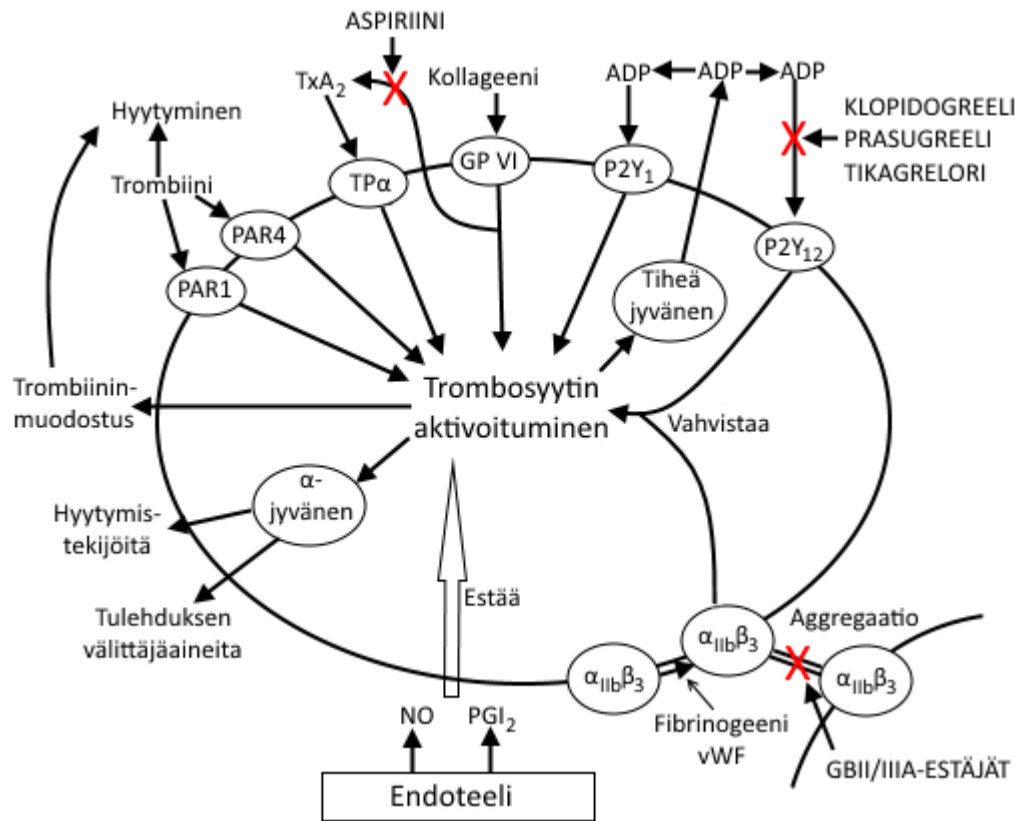 ASPIRIINI
TxA2
Kollageeni
ADP
ADP
ADP
KLOPIDOGREELI
PRASUGREELI
TIKAGRELORI
Hyytyminen
Trombiini
TPα
GP VI
P2Y1
P2Y12
PAR4
PAR1
Tiheä
jyvänen
Trombosyytin
aktivoituminen
Vahvistaa
Trombiinin-
muodostus
α-
jyvänen
Hyytymis-
tekijöitä
Tulehduksen
välittäjäaineita
Estää
αIIbβ3
αIIbβ3
αIIbβ3
Aggregaatio
Fibrinogeeni
vWF
GBII/IIIA-ESTÄJÄT
NO
PGI2
Endoteeli